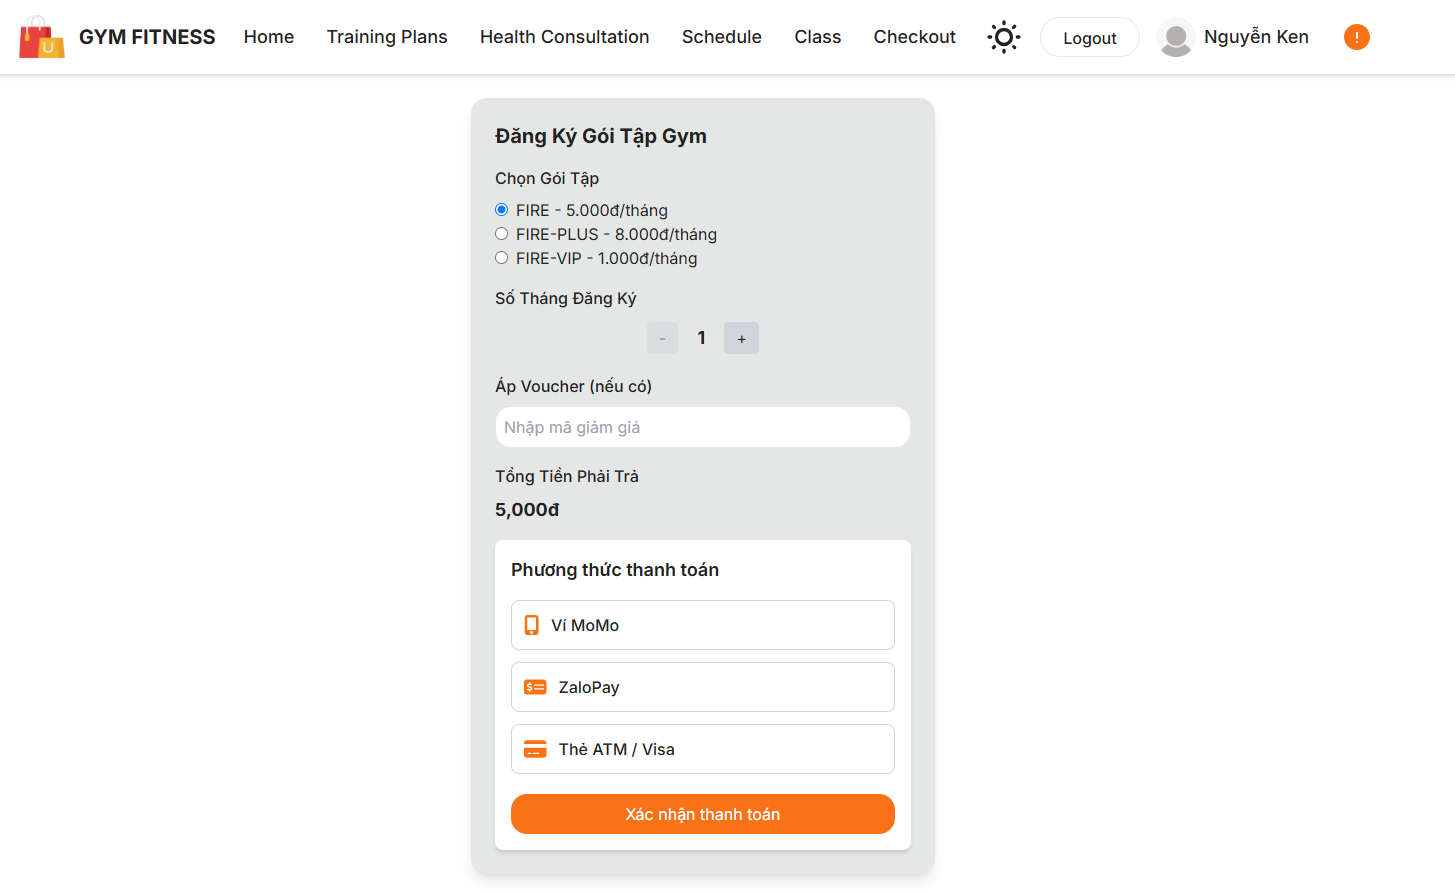 GYM FITNESS Home Training Plans Health Consultation Schedule Class Checkout Logout Nguyễn Ken !
Đăng Ký Gói Tập Gym
Chọn Gói Tập
FIRE - 5.000đ/tháng
FIRE-PLUS - 8.000đ/tháng
FIRE-VIP - 1.000đ/tháng
Số Tháng Đăng Ký
- 1 +
Áp Voucher (nếu có)
Nhập mã giảm giá
Tổng Tiền Phải Trả
5,000đ
Phương thức thanh toán
Ví MoMo
ZaloPay
Thẻ ATM / Visa
Xác nhận thanh toán